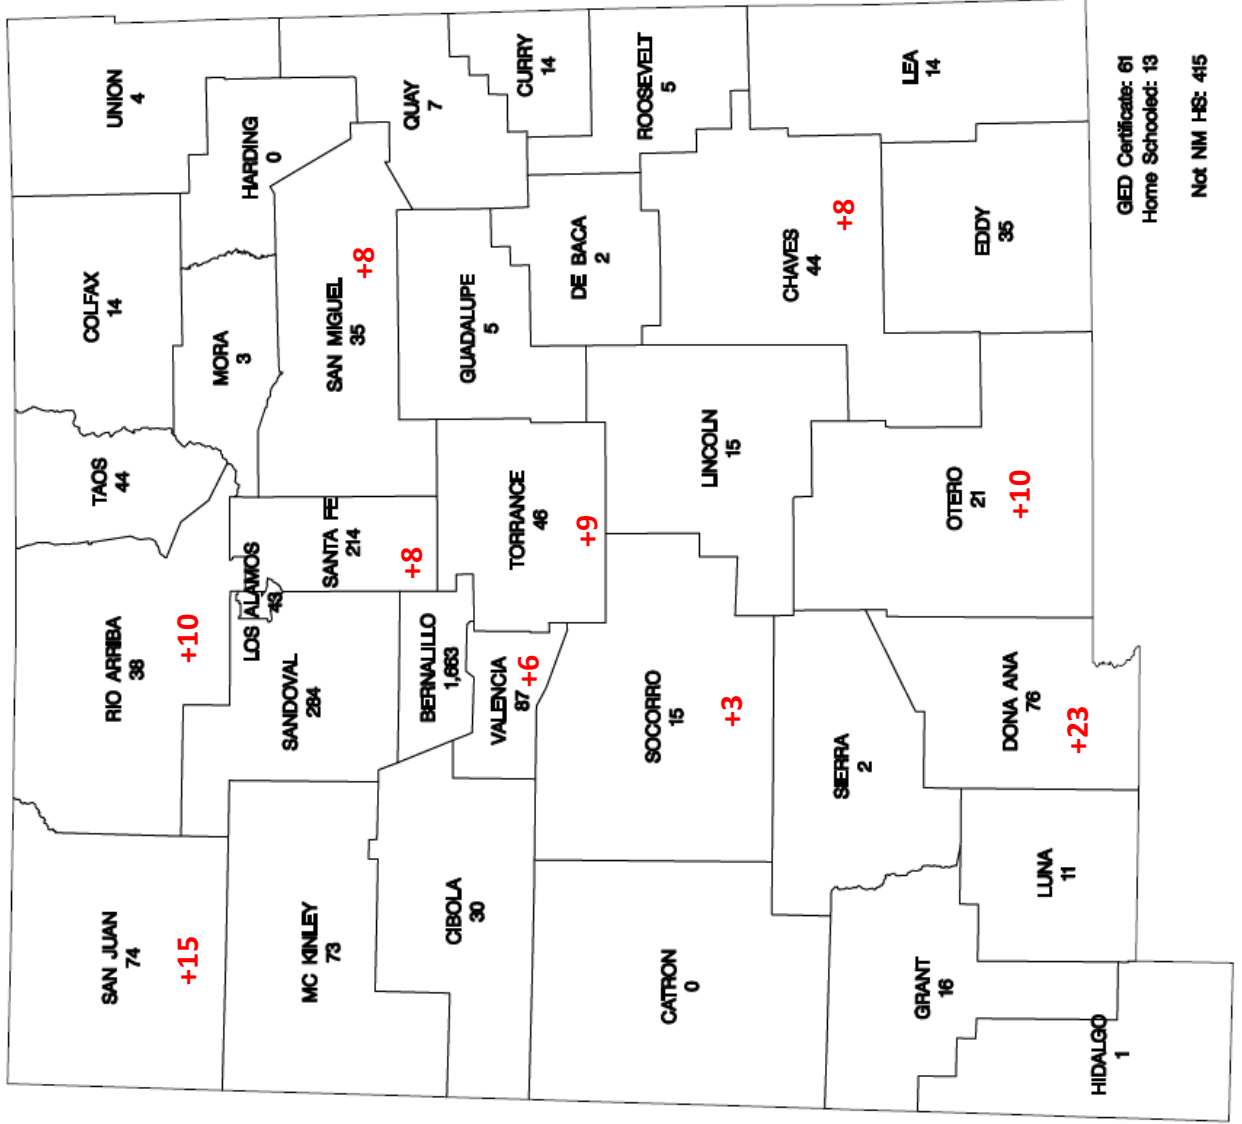 SAN JUAN
74
+15
RIO ARRIBA
38
+10
TAOS
44
COLFAX
14
UNION
4
MC KINLEY
73
SANDOVAL
284
LOS ALAMOS
43
SANTA FE
214
+8
MORA
3
HARDING
0
SAN MIGUEL
35
+8
QUAY
7
CIBOLA
30
BERNALILLO
1,663
VALENCIA
87
+6
TORRANCE
46
+9
GUADALUPE
5
CURRY
14
DE BACA
2
ROOSEVELT
5
CATRON
0
SOCORRO
15
+3
LINCOLN
15
CHAVES
44
+8
LEA
14
GRANT
16
SIERRA
2
OTERO
21
+10
EDDY
35
HIDALGO
1
LUNA
11
DONA ANA
76
+23
GED Certificate: 61
Home Schooled: 13
Not NM HS: 415